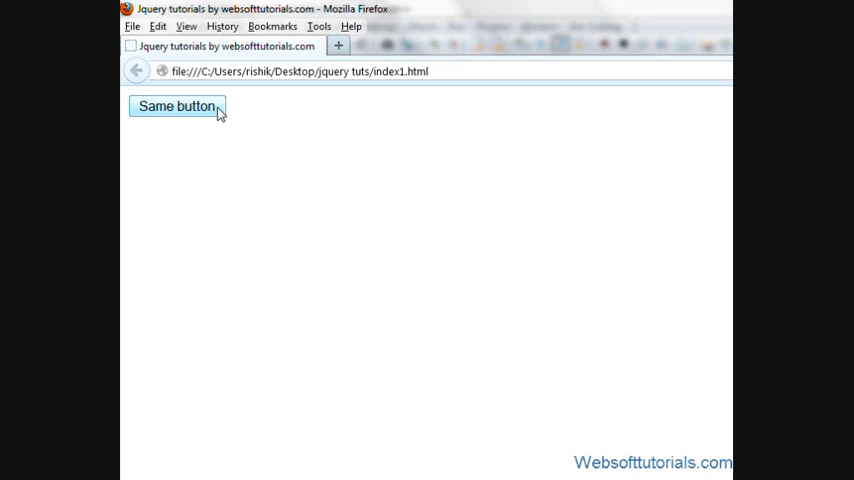 Jquery tutorials by websofttutorials.com - Mozilla Firefox
File Edit View History Bookmarks Tools Help
Jquery tutorials by websofttutorials.com +
file:///C:/Users/rishik/Desktop/jquery tuts/index1.html
Same button
Websofttutorials.com